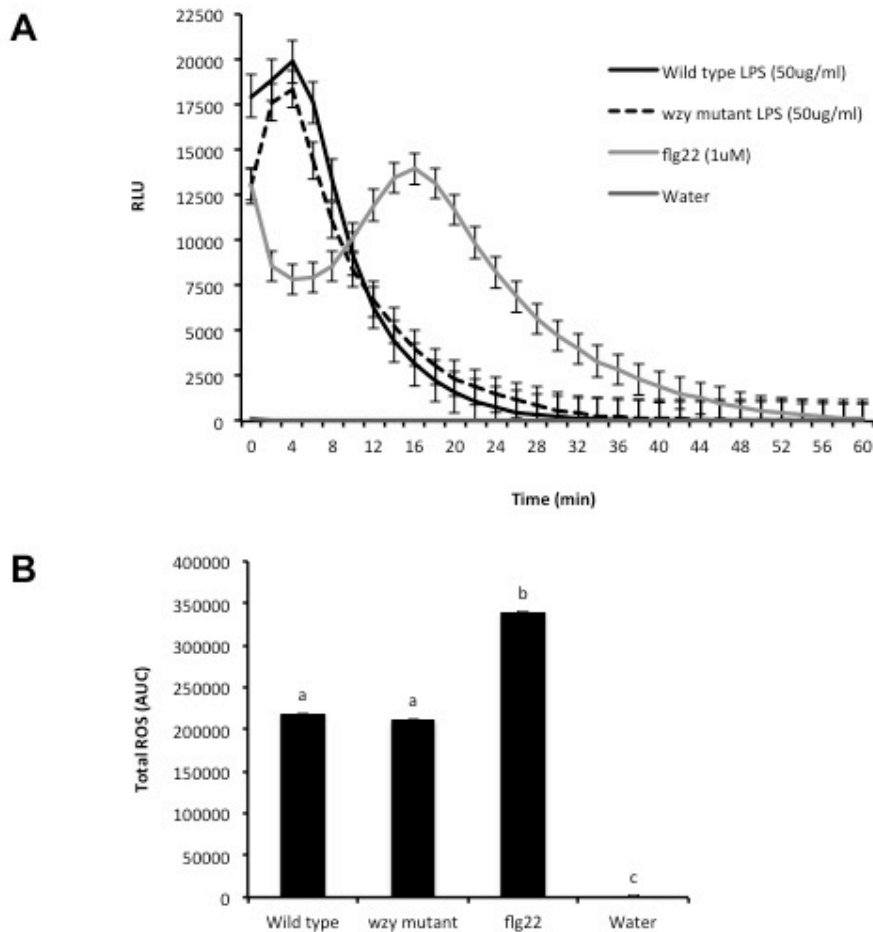 A
22500
20000
17500
15000
12500
10000
7500
5000
2500
0
RLU
Wild type LPS (50ug/ml)
wzy mutant LPS (50ug/ml)
flg22 (1uM)
Water
0 4 8 12 16 20 24 28 32 36 40 44 48 52 56 60
Time (min)
B
400000
350000
300000
250000
200000
150000
100000
50000
0
Total ROS (AUC)
a
a
b
c
Wild type wzy mutant flg22 Water